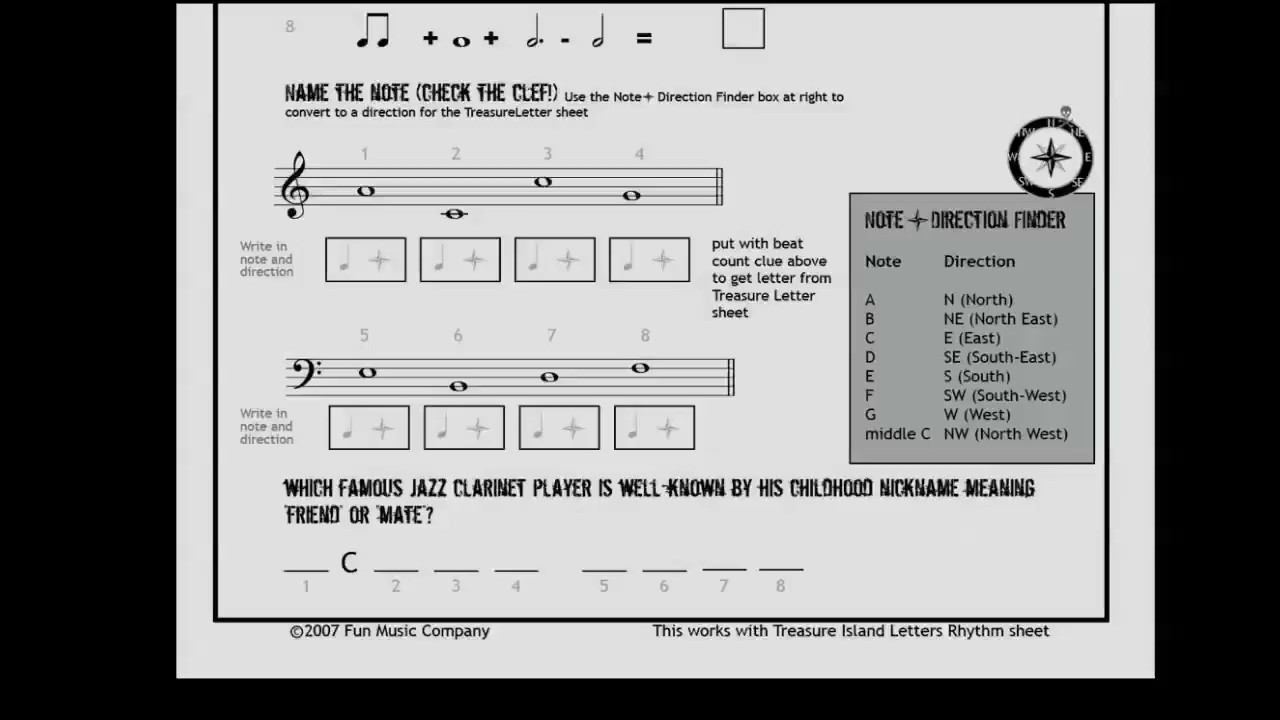 8
+ + - =
NAME THE NOTE (CHECK THE CLEF!) Use the Note Direction Finder box at right to
convert to a direction for the TreasureLetter sheet
1 2 3 4
N NE E SE S SW W NW
NOTE DIRECTION FINDER
Note Direction
A N (North)
B NE (North East)
C E (East)
D SE (South-East)
E S (South)
F SW (South-West)
G W (West)
middle C NW (North West)
Write in
note and
direction
put with beat
count clue above
to get letter from
Treasure Letter
sheet
5 6 7 8
Write in
note and
direction
WHICH FAMOUS JAZZ CLARINET PLAYER IS WELL-KNOWN BY HIS CHILDHOOD NICKNAME MEANING
'FRIEND' OR 'MATE'?
C
1 2 3 4 5 6 7 8
©2007 Fun Music Company
This works with Treasure Island Letters Rhythm sheet